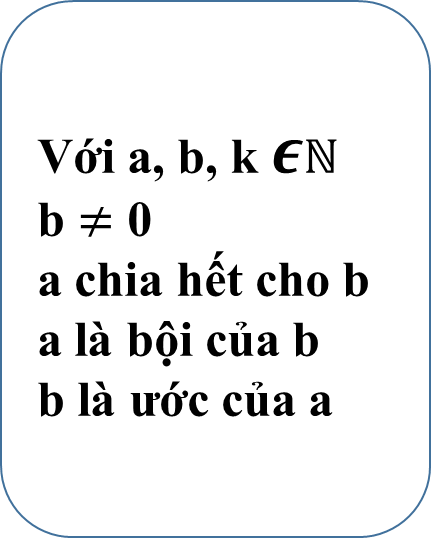 Với a, b, k ϵℕ
b ≠ 0
a chia hết cho b
a là bội của b
b là ước của a